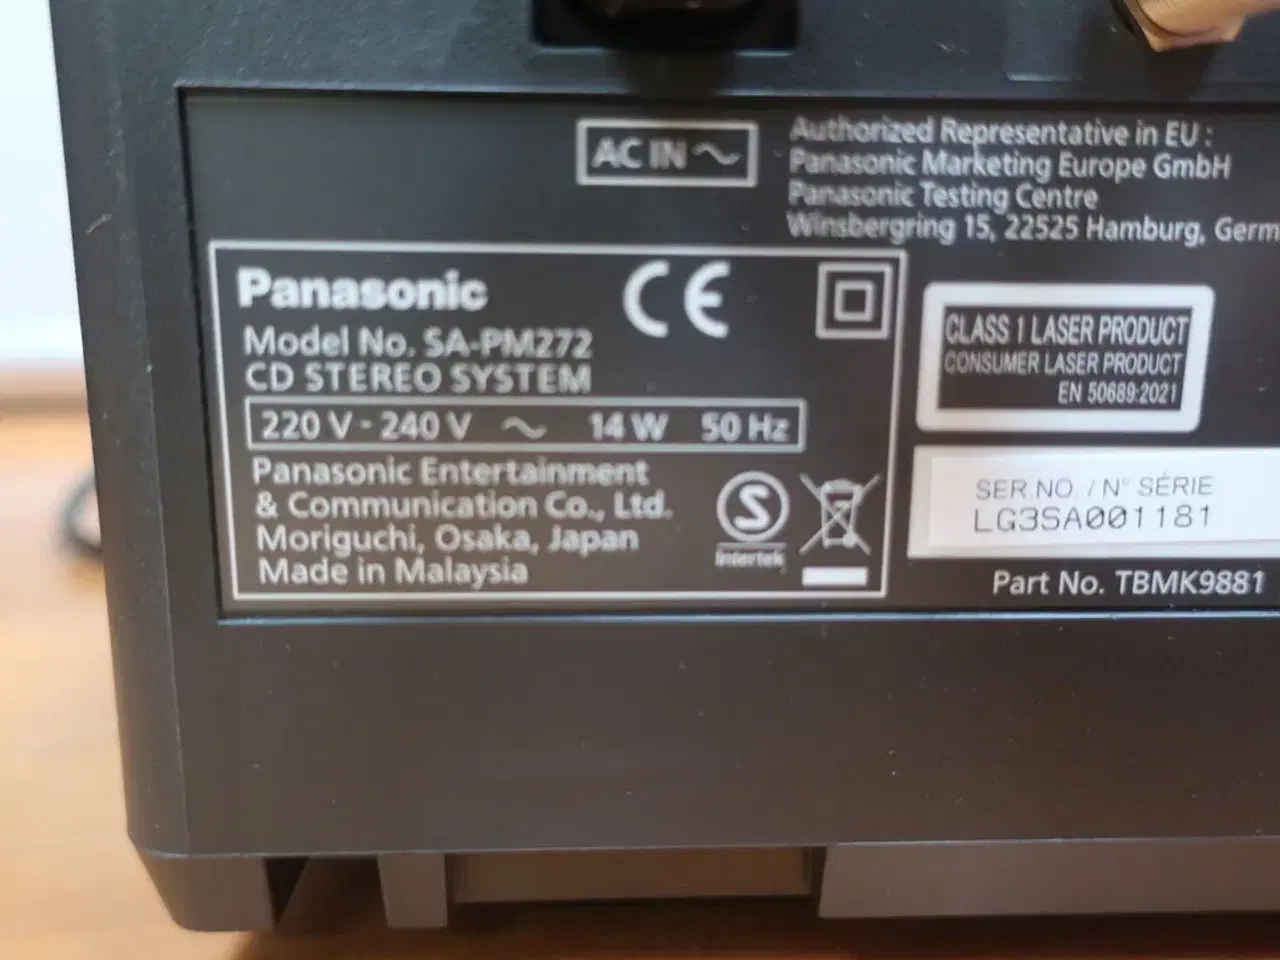 AC IN ~
Authorized Representative in EU :
Panasonic Marketing Europe GmbH
Panasonic Testing Centre
Winsbergring 15, 22525 Hamburg, Germ
Panasonic
CE
Model No. SA-PM272
CD STEREO SYSTEM
220 V - 240 V ~ 14 W 50 Hz
Panasonic Entertainment
& Communication Co., Ltd.
Moriguchi, Osaka, Japan
Made in Malaysia
S
Intertek
CLASS 1 LASER PRODUCT
CONSUMER LASER PRODUCT
EN 50689:2021
SER.NO. / N° SÉRIE
LG3SA001181
Part No. TBMK9881